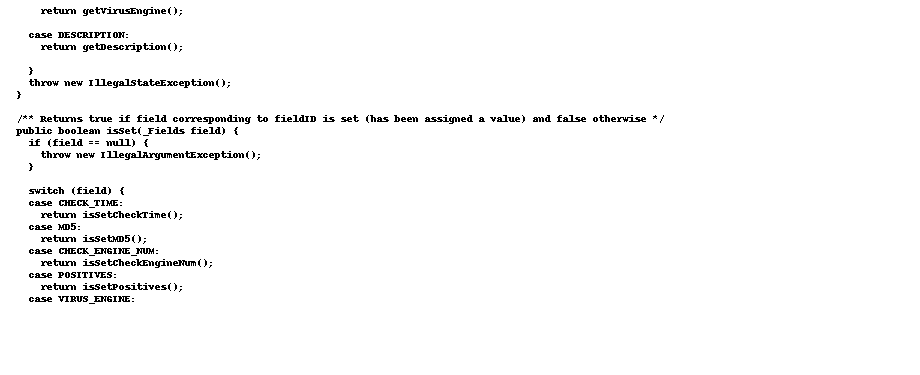 return getVirusEngine();
case DESCRIPTION:
return getDescription();
}
throw new IllegalStateException();
}
/** Returns true if field corresponding to fieldID is set (has been assigned a value) and false otherwise */
public boolean isSet(_Fields field) {
if (field == null) {
throw new IllegalArgumentException();
}
switch (field) {
case CHECK_TIME:
return isSetCheckTime();
case MD5:
return isSetMD5();
case CHECK_ENGINE_NUM:
return isSetCheckEngineNum();
case POSITIVES:
return isSetPositives();
case VIRUS_ENGINE: